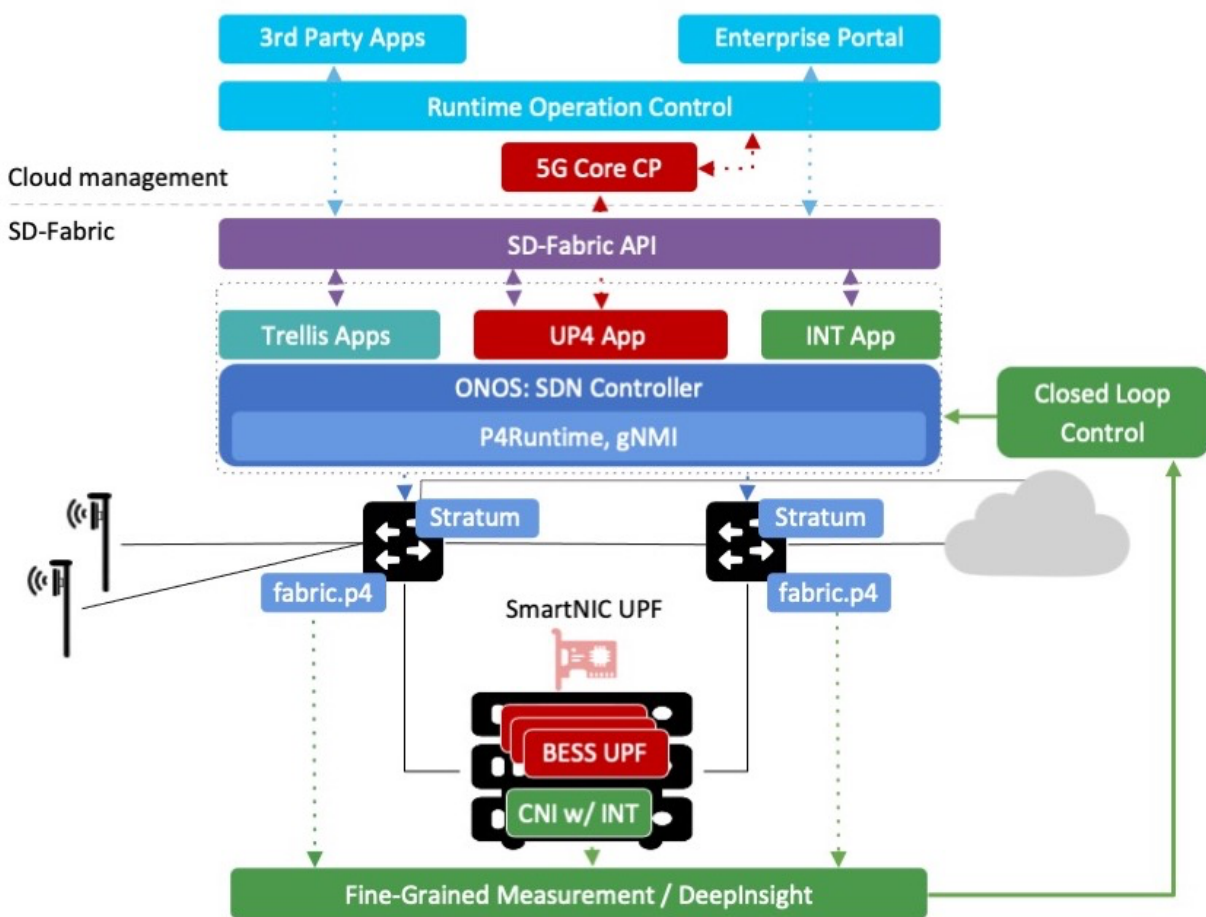 3rd Party Apps
Enterprise Portal
Runtime Operation Control
5G Core CP
Cloud management
SD-Fabric
SD-Fabric API
Trellis Apps
UP4 App
INT App
ONOS: SDN Controller
P4Runtime, gNMI
Closed Loop
Control
Stratum
Stratum
fabric.p4
fabric.p4
SmartNIC UPF
BESS UPF
CNI w/ INT
Fine-Grained Measurement / DeepInsight